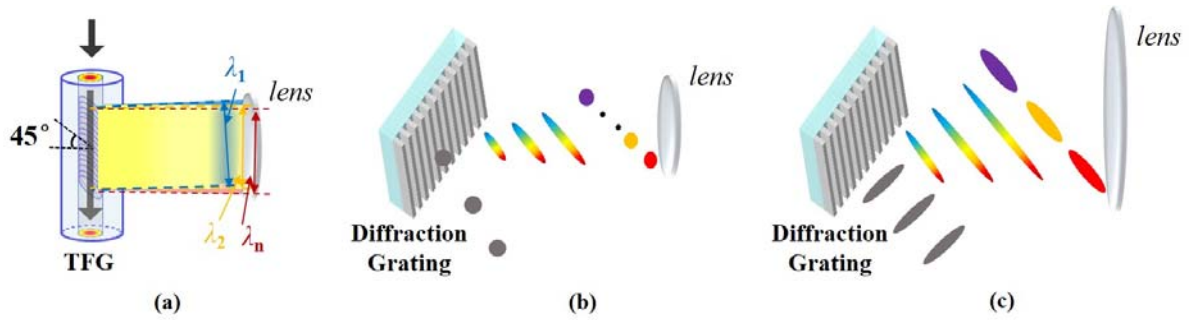 λ1
lens
45°
λ2
λn
TFG
(a)
lens
Diffraction
Grating
(b)
lens
Diffraction
Grating
(c)